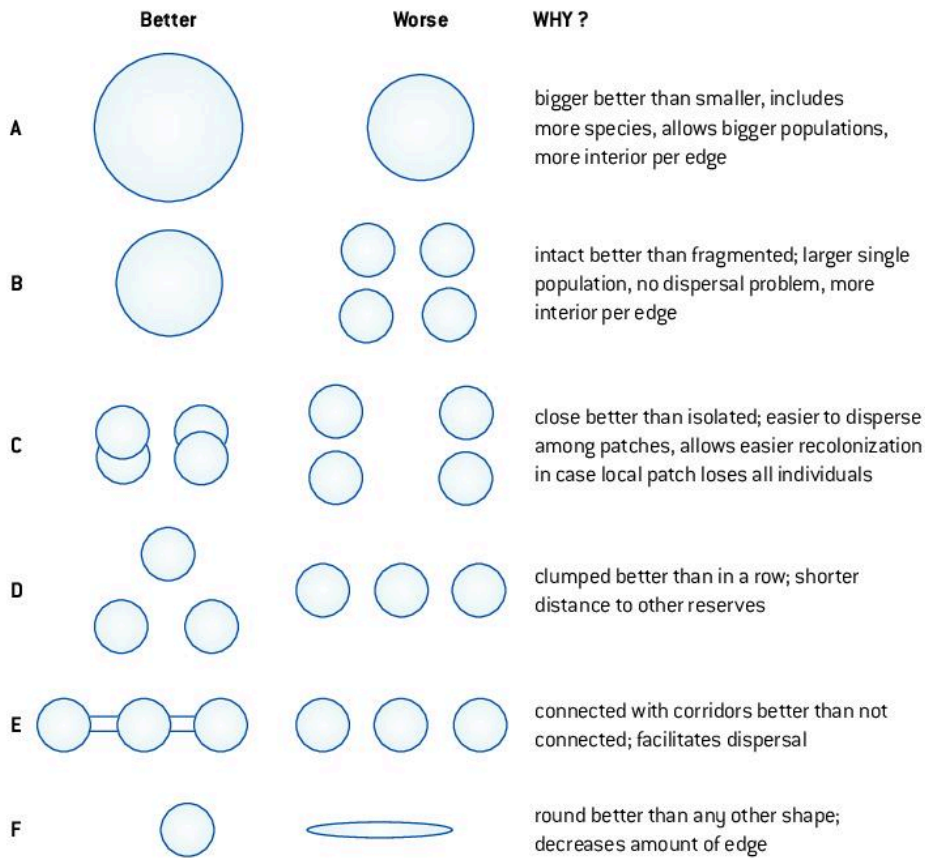 Better Worse WHY ?
A
bigger better than smaller, includes
more species, allows bigger populations,
more interior per edge
B
intact better than fragmented; larger single
population, no dispersal problem, more
interior per edge
C
close better than isolated; easier to disperse
among patches, allows easier recolonization
in case local patch loses all individuals
D
clumped better than in a row; shorter
distance to other reserves
E
connected with corridors better than not
connected; facilitates dispersal
F
round better than any other shape;
decreases amount of edge